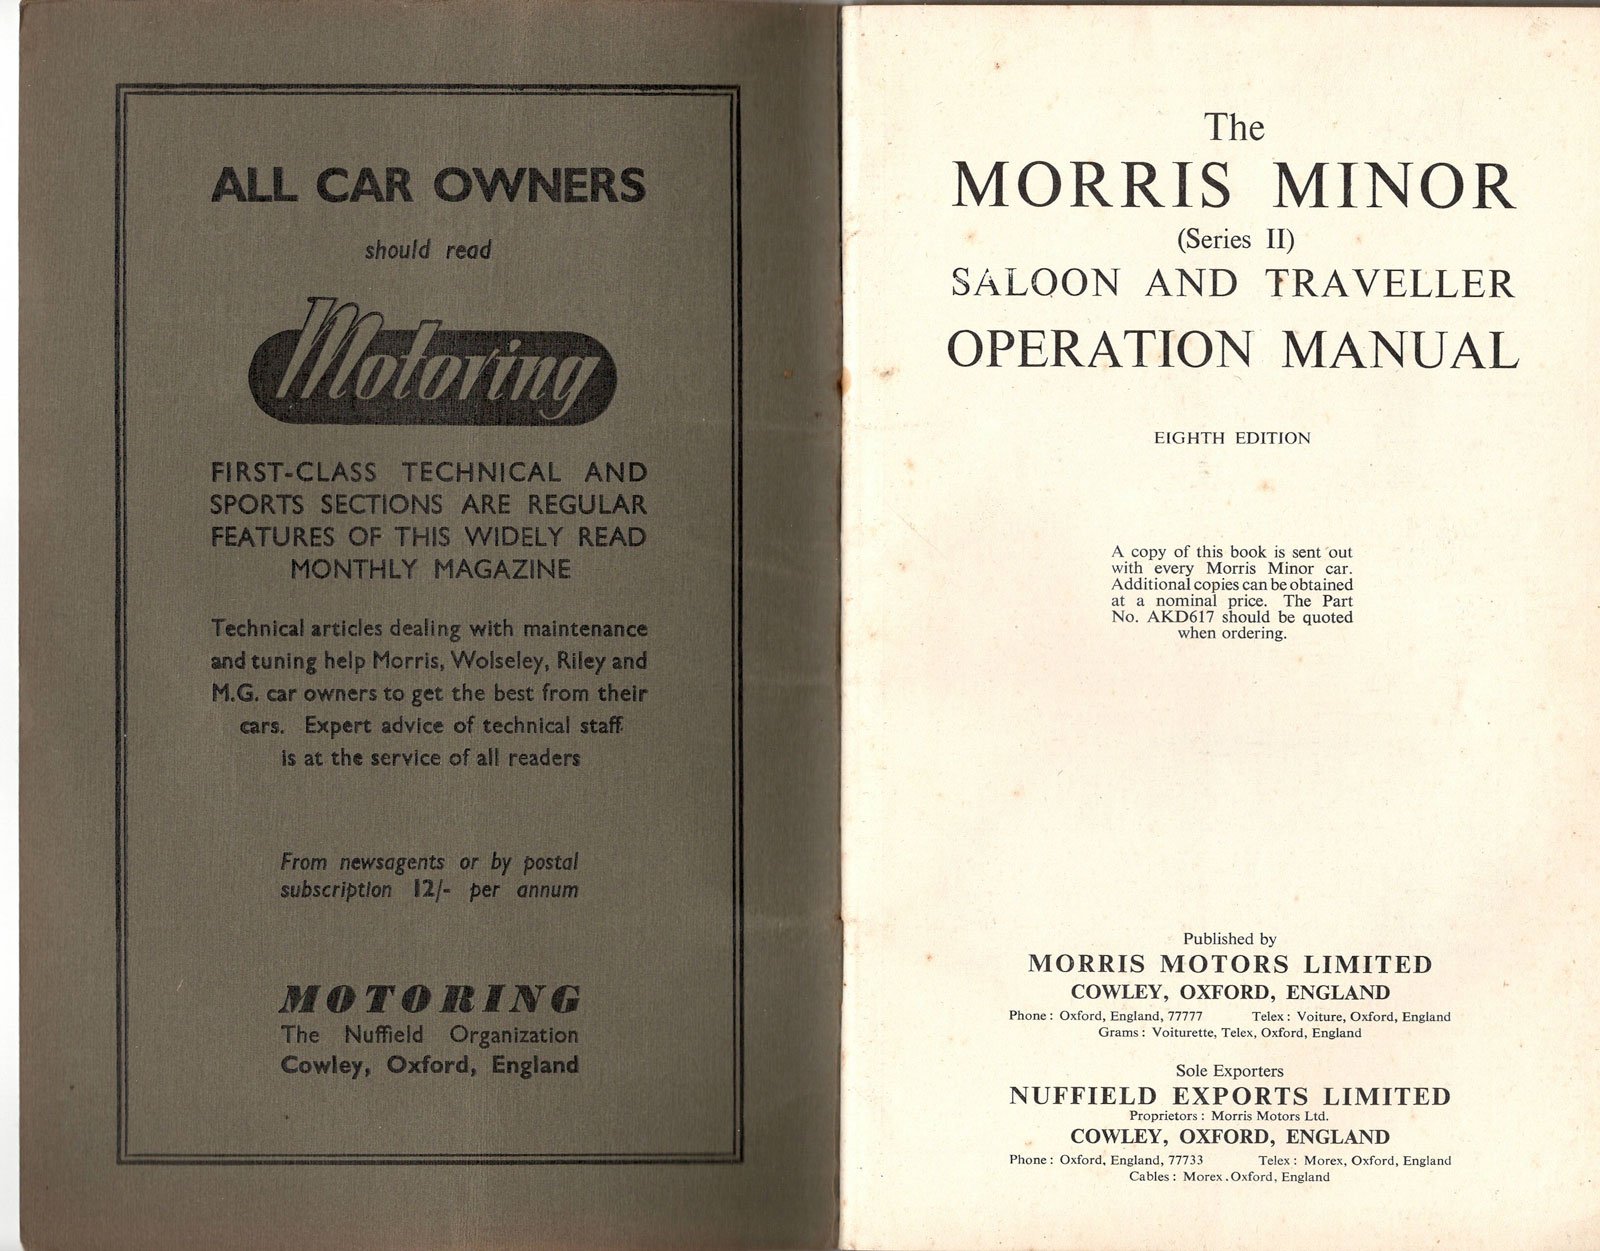 ALL CAR OWNERS
should read
Motoring
FIRST-CLASS TECHNICAL AND
SPORTS SECTIONS ARE REGULAR
FEATURES OF THIS WIDELY READ
MONTHLY MAGAZINE
Technical articles dealing with maintenance
and tuning help Morris, Wolseley, Riley and
M.G. car owners to get the best from their
cars. Expert advice of technical staff
is at the service of all readers
From newsagents or by postal
subscription 12/- per annum
MOTORING
The Nuffield Organization
Cowley, Oxford, England
The
MORRIS MINOR
(Series II)
SALOON AND TRAVELLER
OPERATION MANUAL
EIGHTH EDITION
A copy of this book is sent out
with every Morris Minor car.
Additional copies can be obtained
at a nominal price. The Part
No. AKD617 should be quoted
when ordering.
Published by
MORRIS MOTORS LIMITED
COWLEY, OXFORD, ENGLAND
Phone : Oxford, England, 77777 Telex : Voiture, Oxford, England
Grams : Voiturette, Telex, Oxford, England
Sole Exporters
NUFFIELD EXPORTS LIMITED
Proprietors : Morris Motors Ltd.
COWLEY, OXFORD, ENGLAND
Phone : Oxford, England, 77733 Telex : Morex, Oxford, England
Cables : Morex . Oxford, England